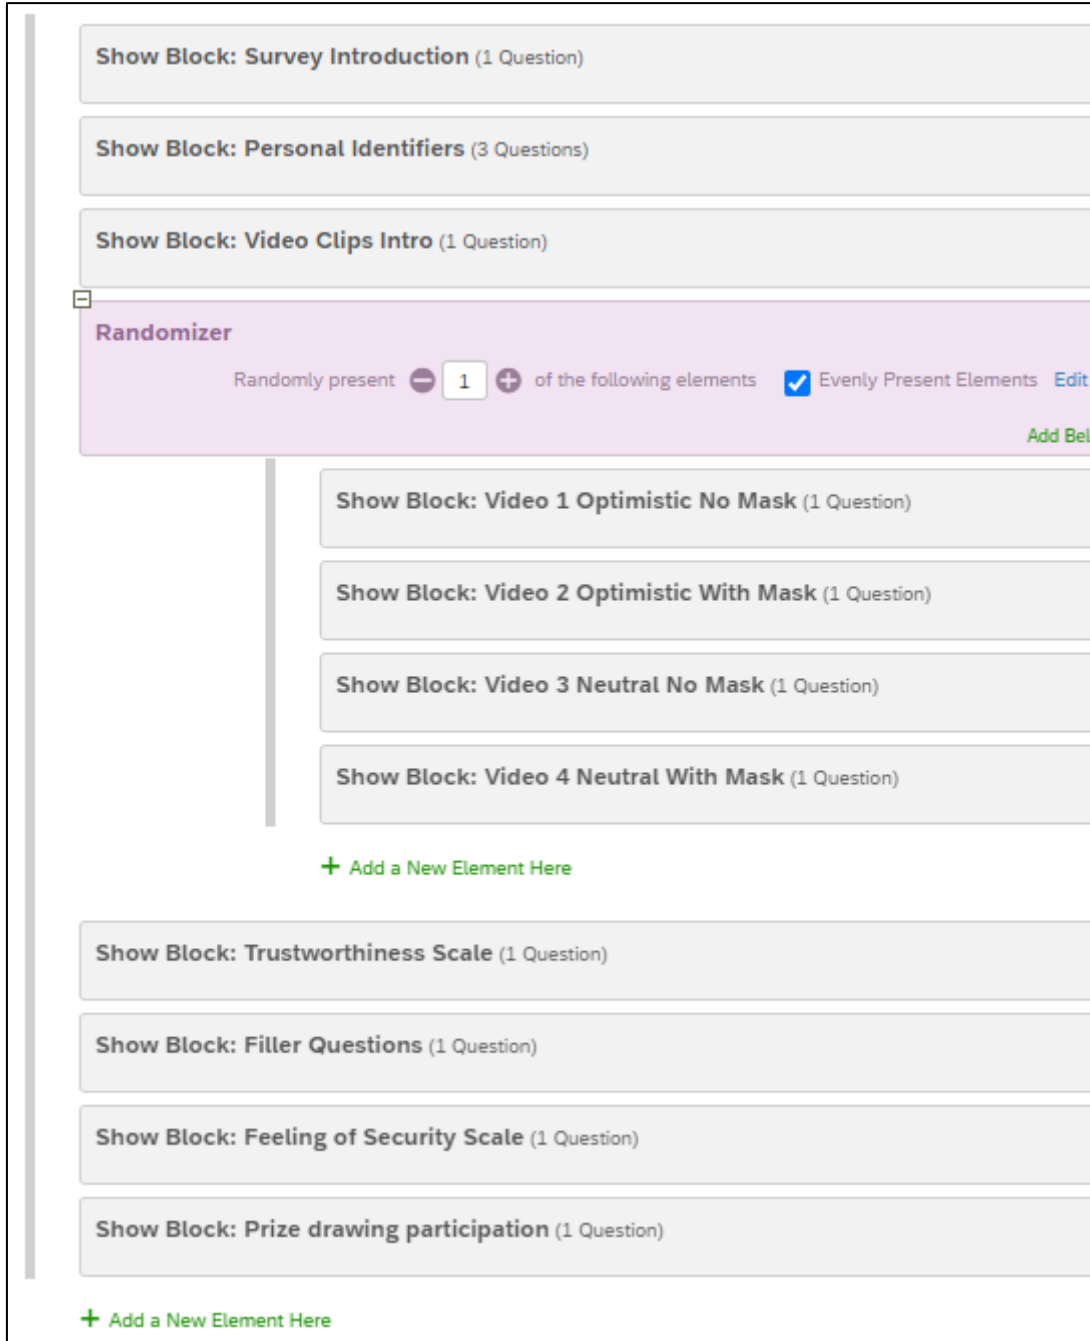 Show Block: Survey Introduction (1 Question)
Show Block: Personal Identifiers (3 Questions)
Show Block: Video Clips Intro (1 Question)
Randomizer
Randomly present 1 of the following elements Evenly Present Elements Edit
Add Bel
Show Block: Video 1 Optimistic No Mask (1 Question)
Show Block: Video 2 Optimistic With Mask (1 Question)
Show Block: Video 3 Neutral No Mask (1 Question)
Show Block: Video 4 Neutral With Mask (1 Question)
+ Add a New Element Here
Show Block: Trustworthiness Scale (1 Question)
Show Block: Filler Questions (1 Question)
Show Block: Feeling of Security Scale (1 Question)
Show Block: Prize drawing participation (1 Question)
+ Add a New Element Here